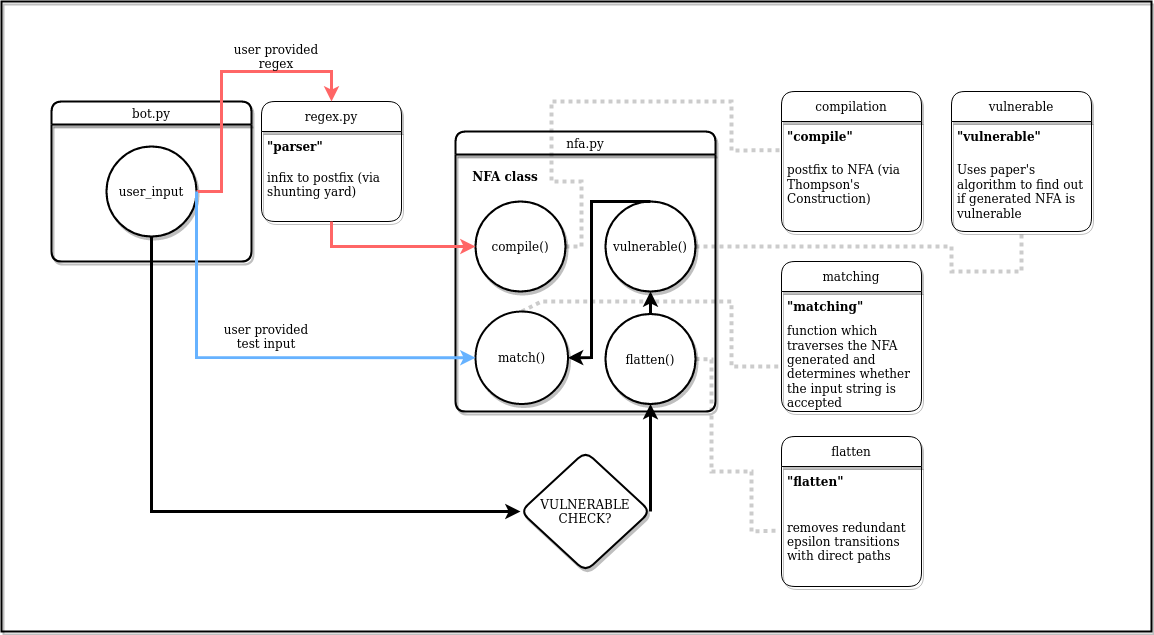 user provided
regex
bot.py
user_input
regex.py
"parser"
infix to postfix (via
shunting yard)
user provided
test input
nfa.py
NFA class
compile()
vulnerable()
match()
flatten()
VULNERABLE
CHECK?
compilation
"compile"
postfix to NFA (via
Thompson's
Construction)
vulnerable
"vulnerable"
Uses paper's
algorithm to find out
if generated NFA is
vulnerable
matching
"matching"
function which
traverses the NFA
generated and
determines whether
the input string is
accepted
flatten
"flatten"
removes redundant
epsilon transitions
with direct paths